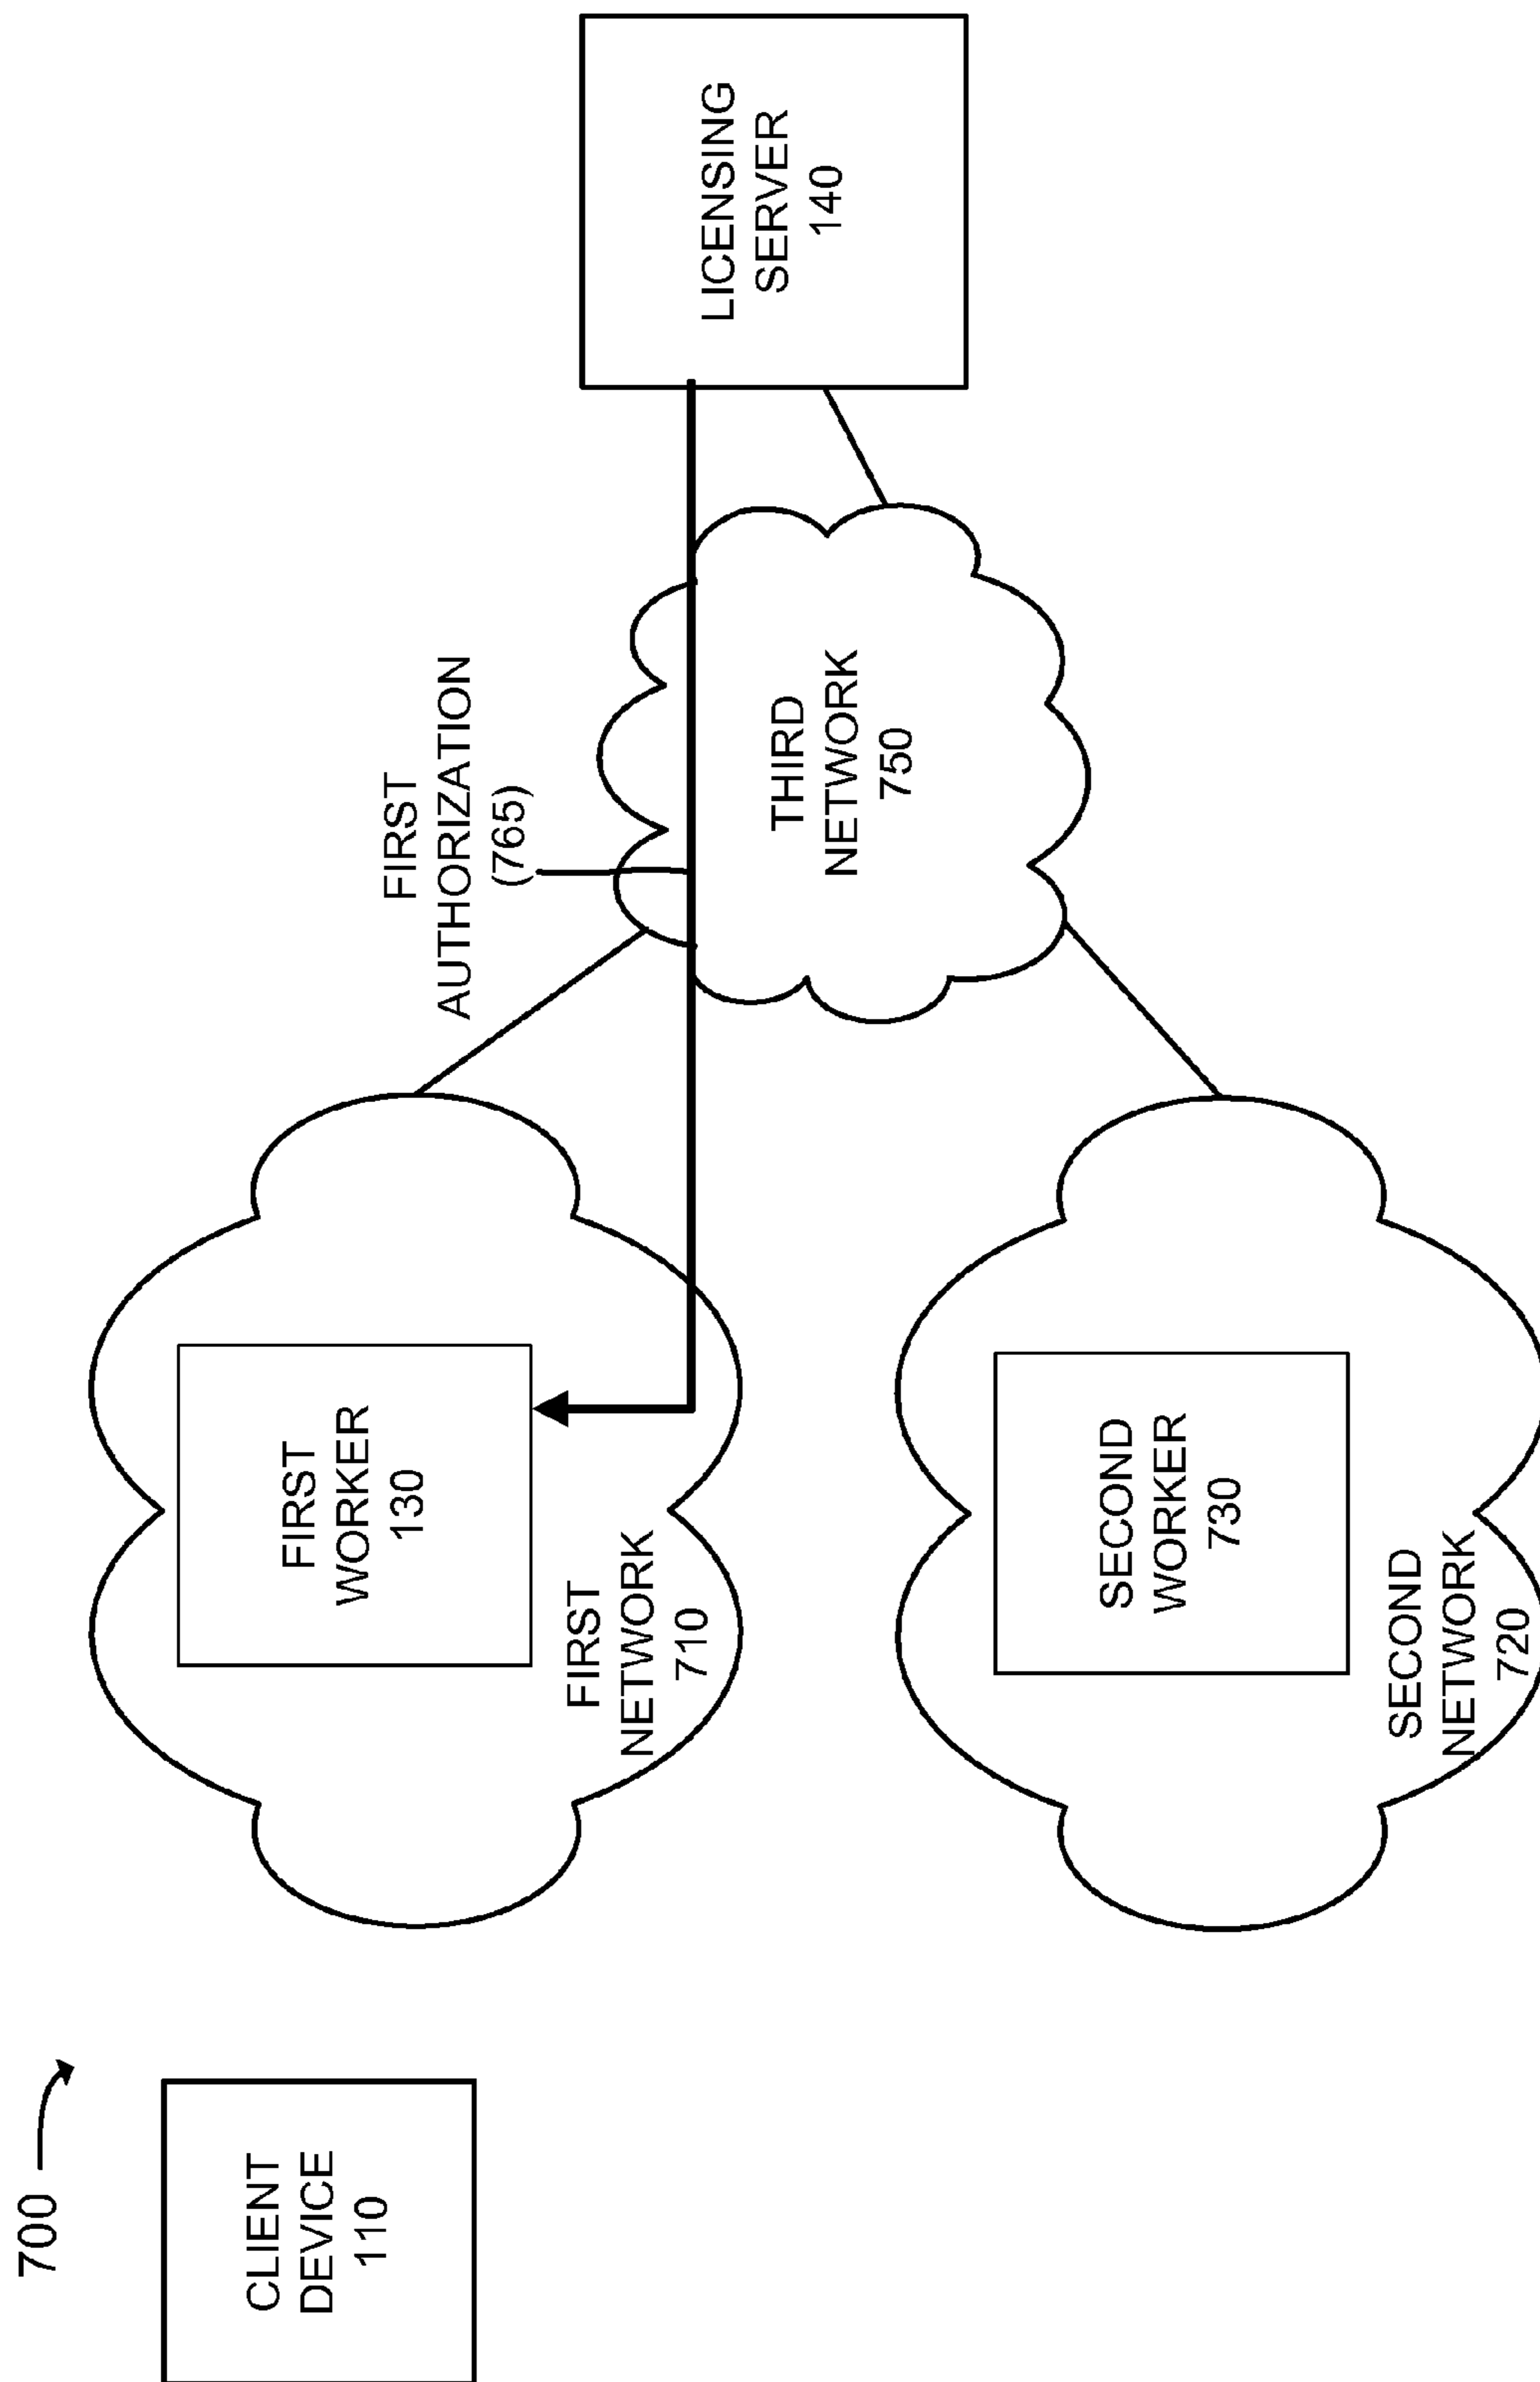 700
CLIENT
DEVICE
110
FIRST
WORKER
130
FIRST
NETWORK
710
FIRST
AUTHORIZATION
(765)
THIRD
NETWORK
750
LICENSING
SERVER
140
SECOND
WORKER
730
SECOND
NETWORK
720